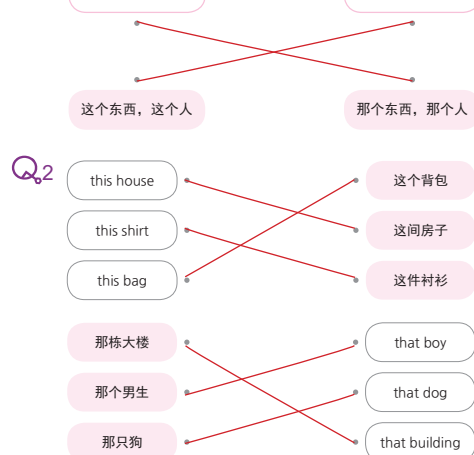 这个东西，这个人 那个东西，那个人
Q.2
this house 这个背包
this shirt 这间房子
this bag 这件衬衫
那栋大楼 that boy
那个男生 that dog
那只狗 that building